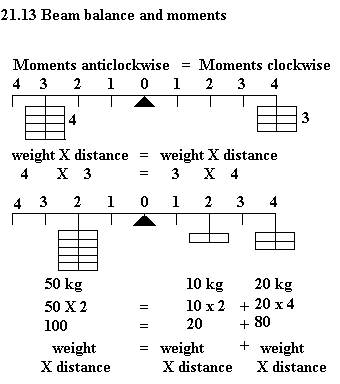 21.13 Beam balance and moments
Moments anticlockwise = Moments clockwise
4 3 2 1 0 1 2 3 4
4
3
weight X distance = weight X distance
4 X 3 = 3 X 4
4 3 2 1 0 1 2 3 4
50 kg 10 kg 20 kg
50 X 2 = 10 x 2 + 20 x 4
100 = 20 + 80
weight = weight + weight
X distance X distance X distance